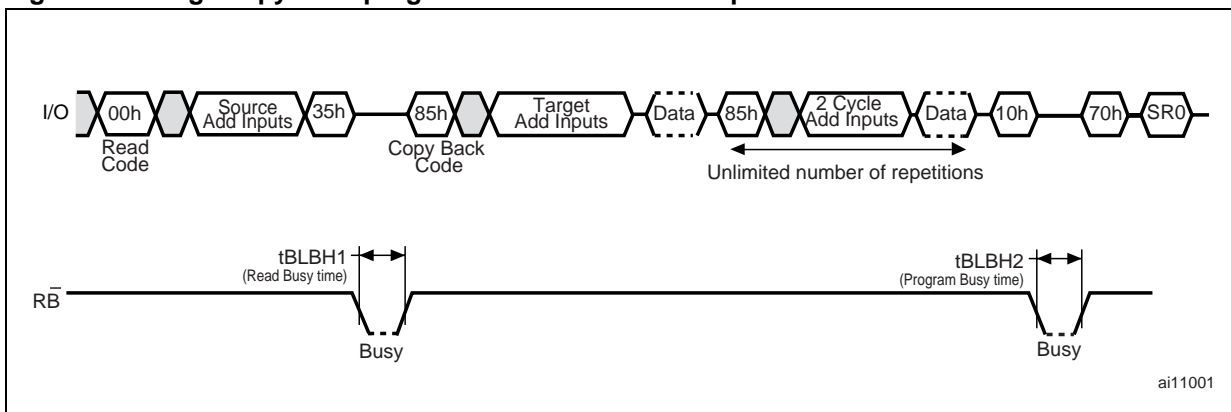 I/O
00h
Source
Add Inputs
35h
85h
Target
Add Inputs
Data
85h
2 Cycle
Add Inputs
Data
10h
70h
SR0
Read
Code
Copy Back
Code
Unlimited number of repetitions
tBLBH1
(Read Busy time)
tBLBH2
(Program Busy time)
RB
Busy
Busy
ai11001